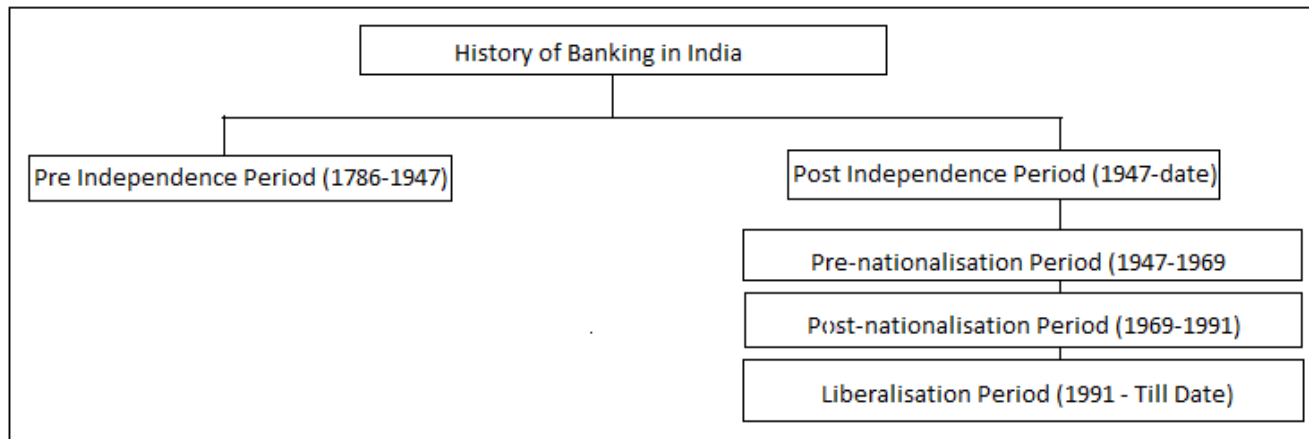 History of Banking in India
Pre Independence Period (1786-1947)
Post Independence Period (1947-date)
Pre-nationalisation Period (1947-1969
Post-nationalisation Period (1969-1991)
Liberalisation Period (1991 - Till Date)